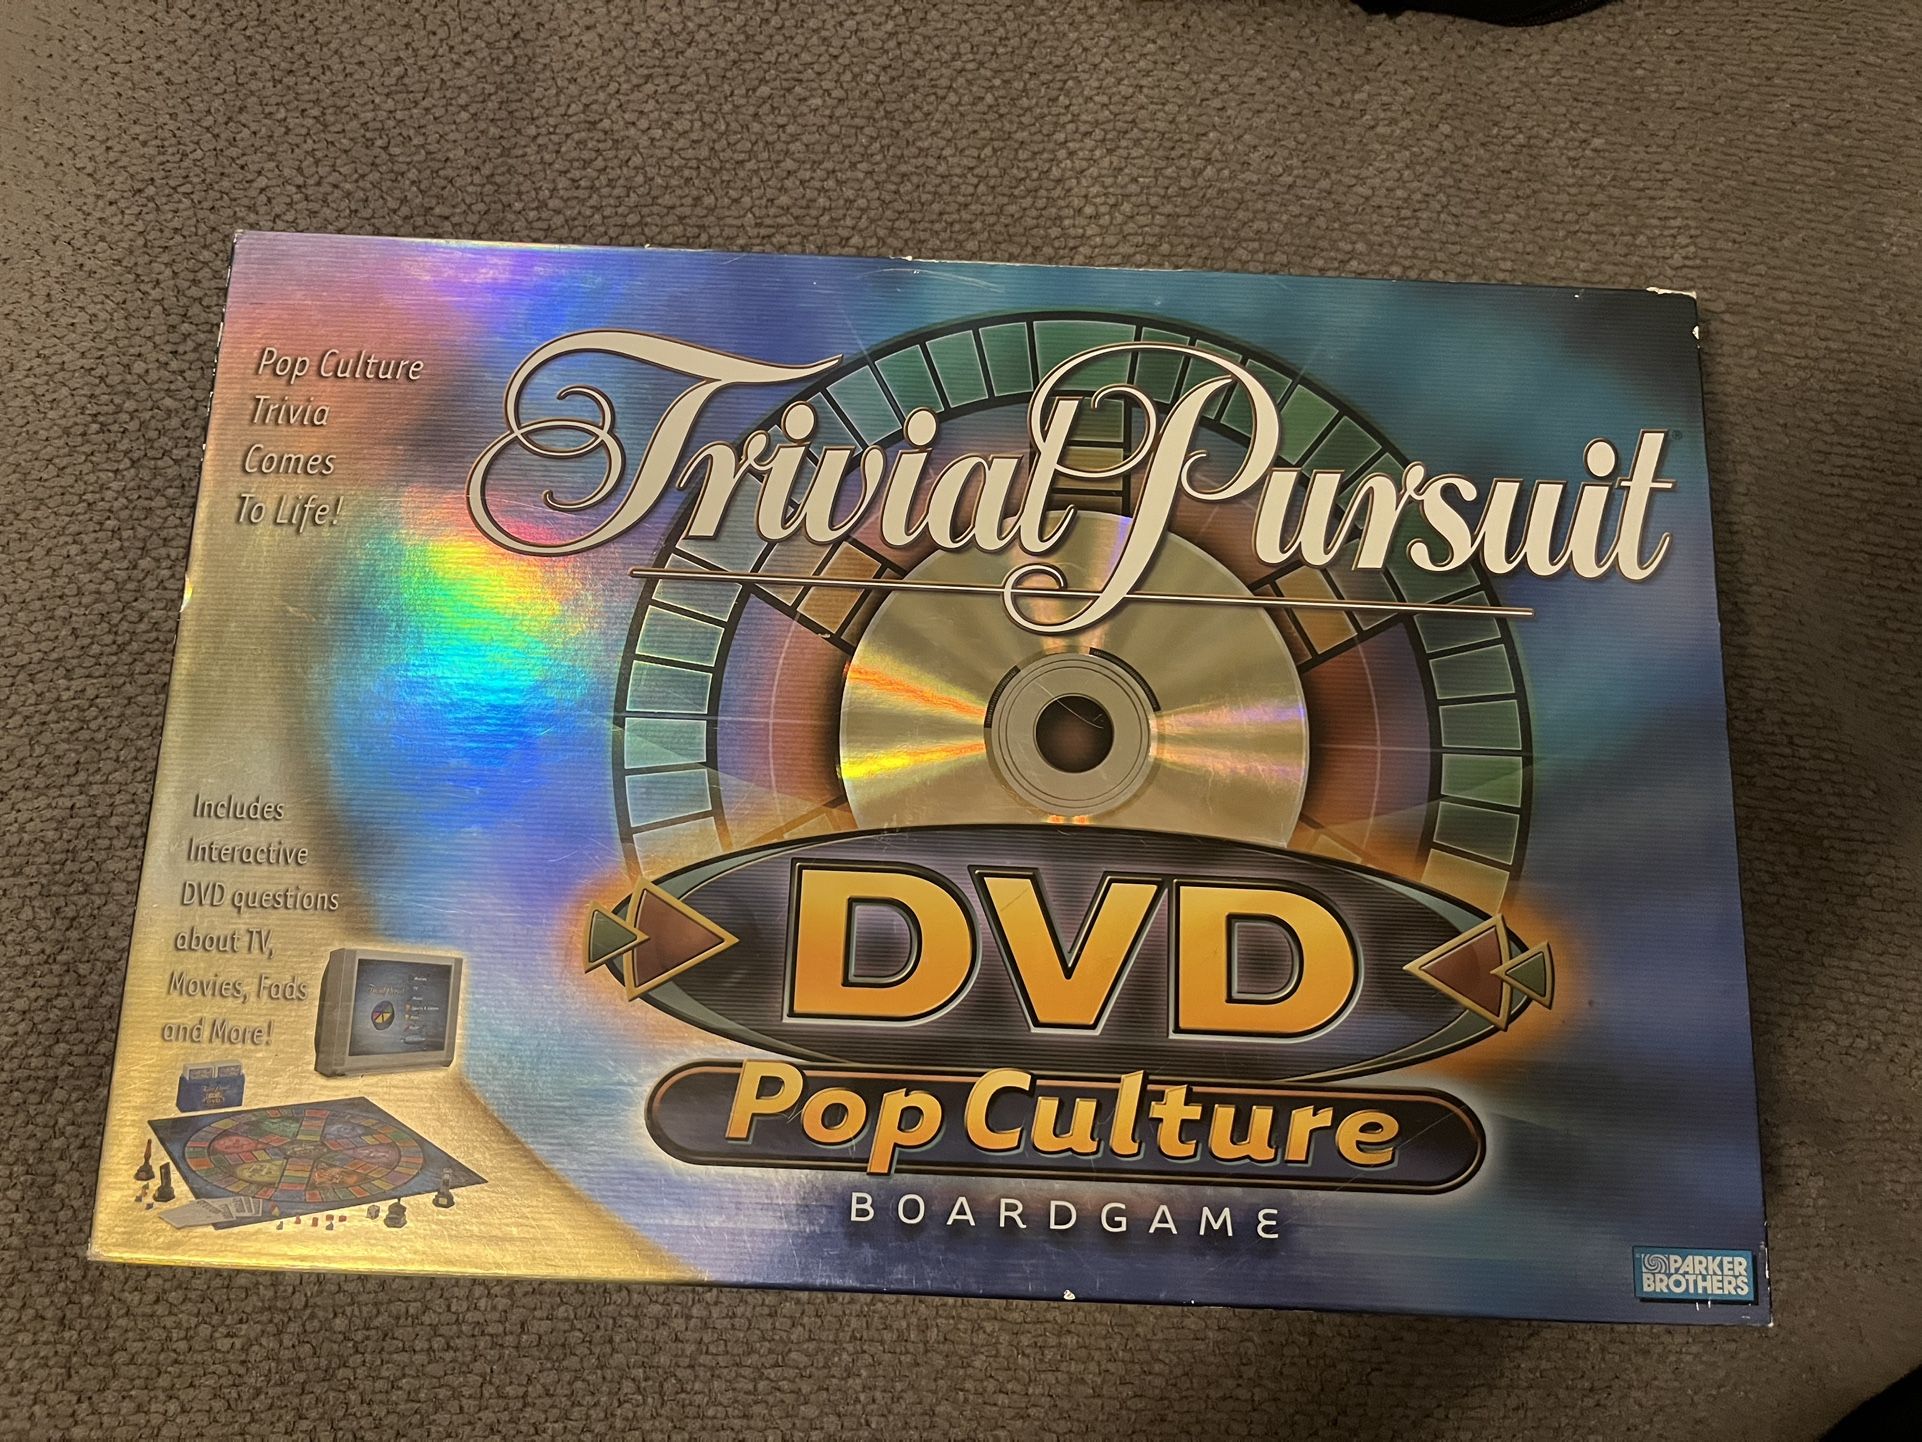 Pop Culture
Trivia
Comes
To Life!
Trivial Pursuit®
Includes
Interactive
DVD questions
about TV,
Movies, Fads
and More!
DVD
Pop Culture
BOARDGAME
PARKER
BROTHERS